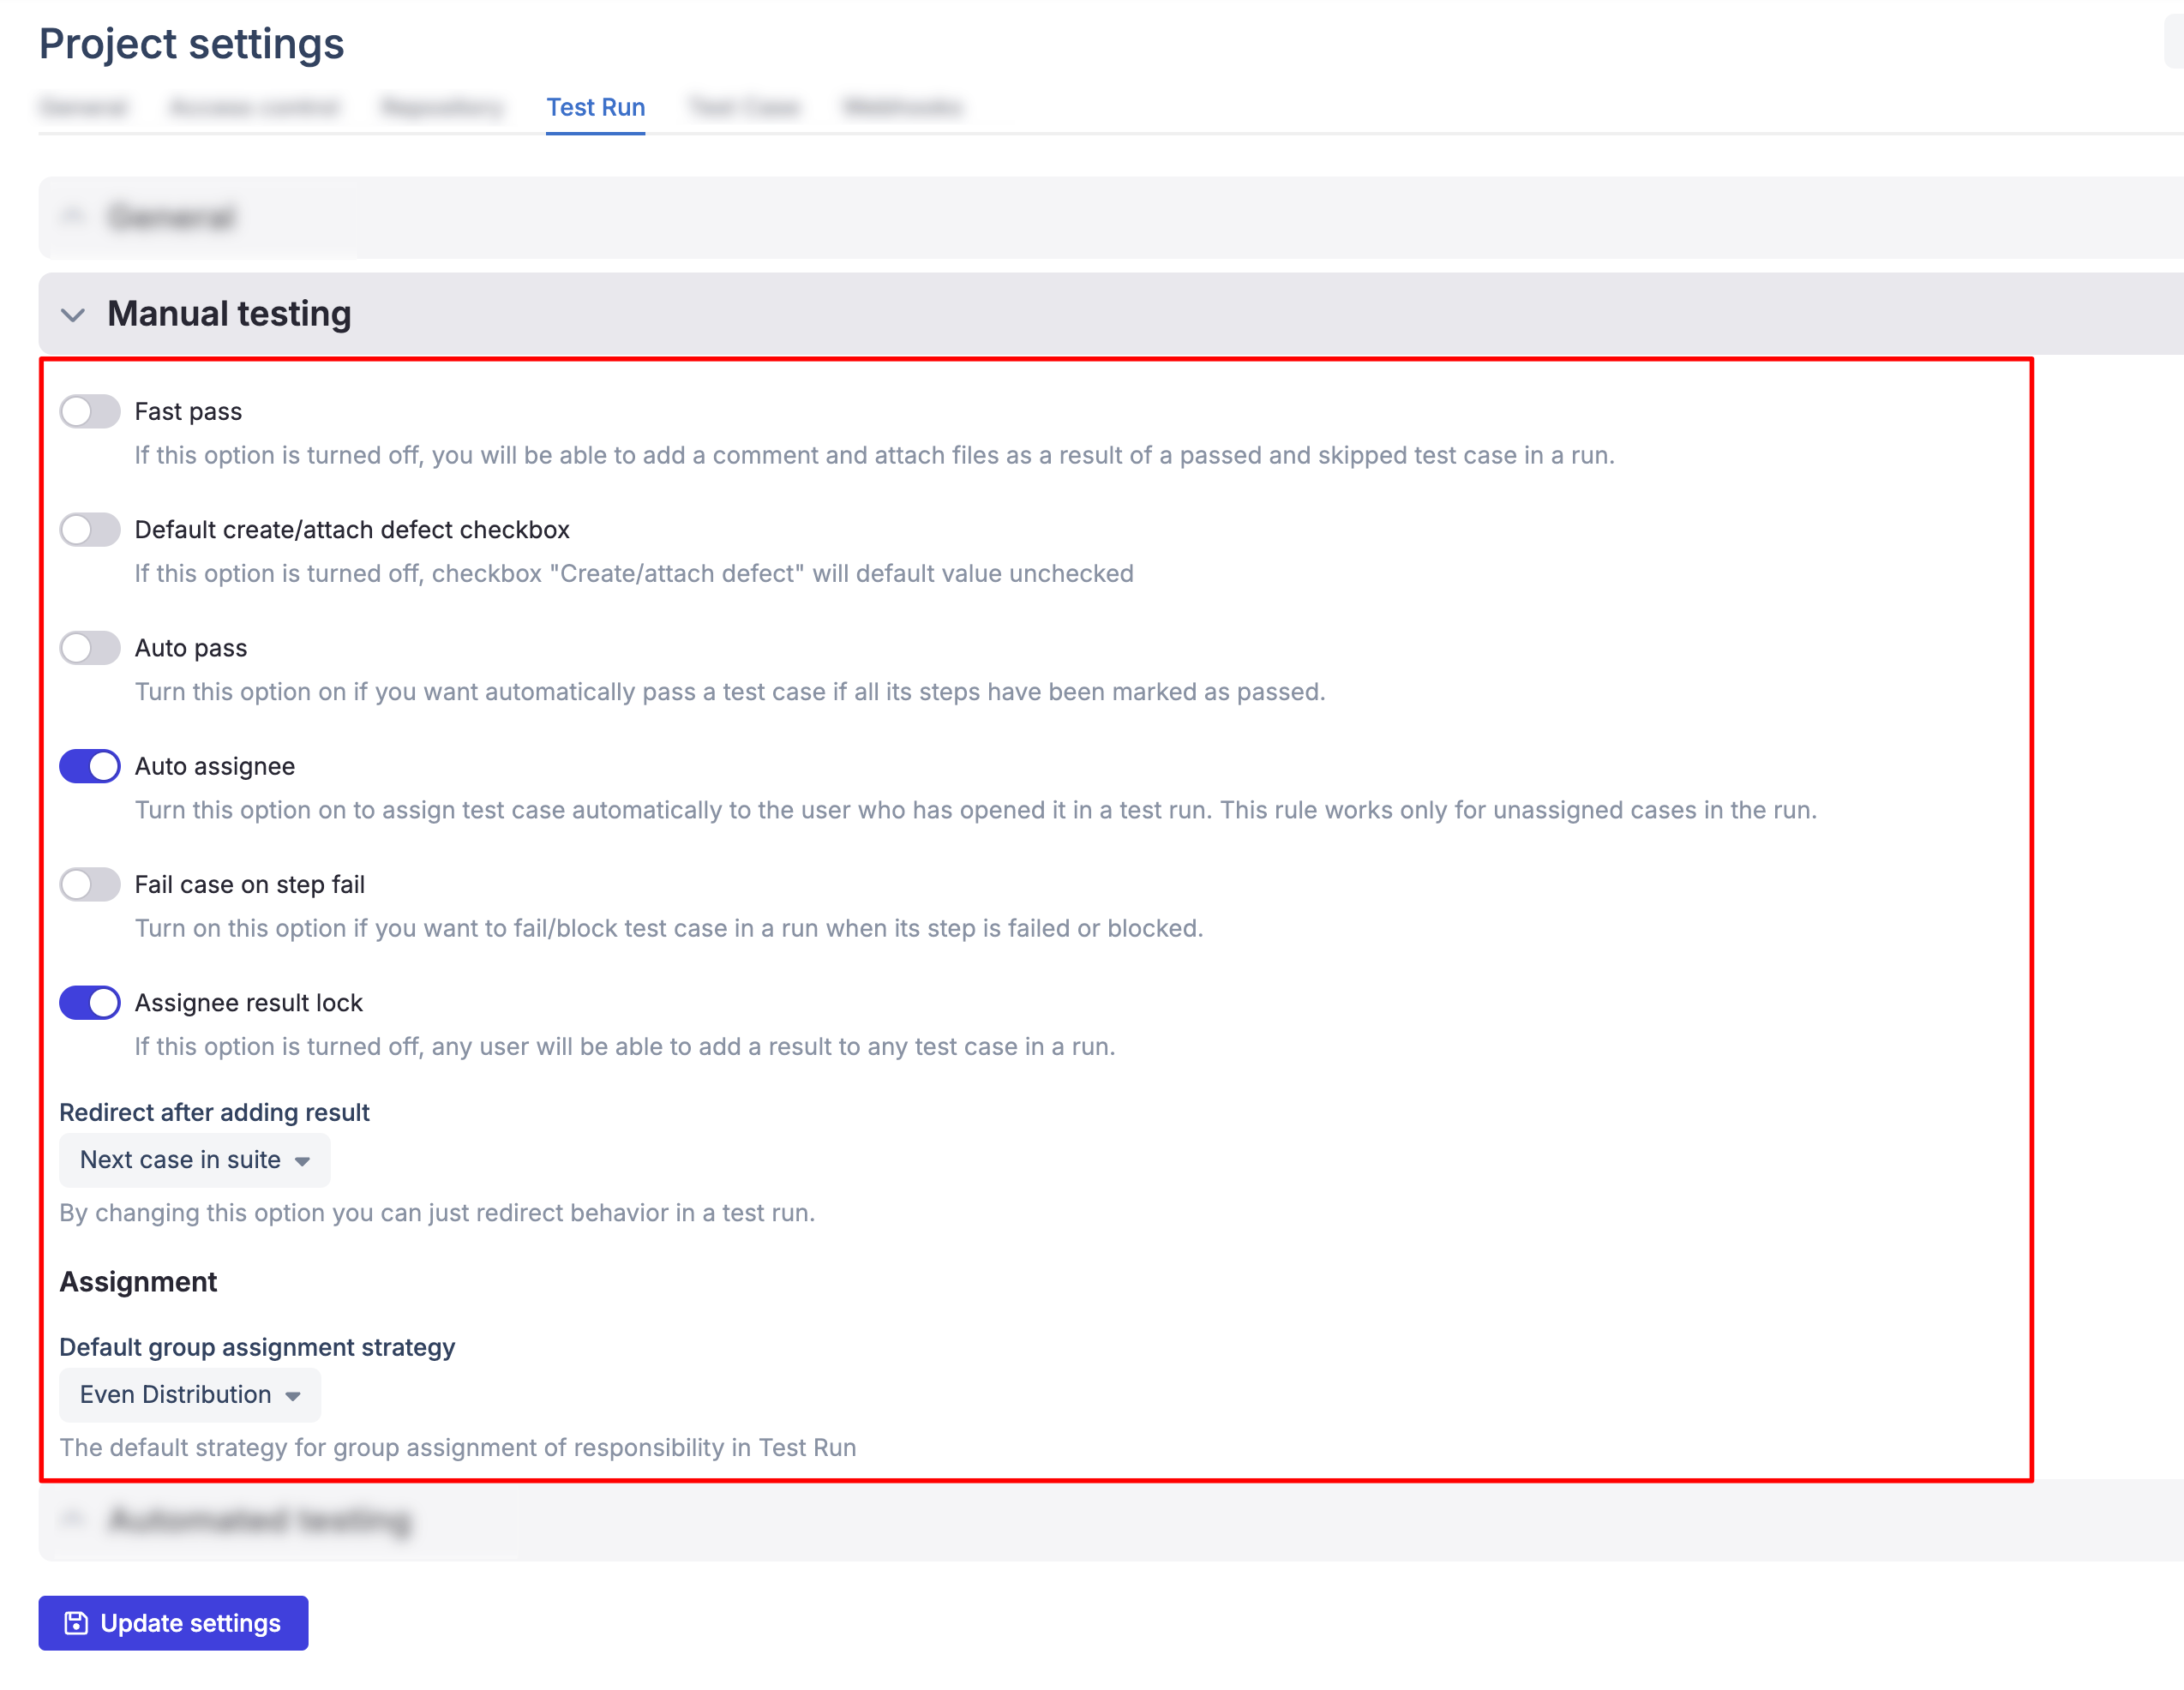 Project settings
Test Run
Manual testing
Fast pass
If this option is turned off, you will be able to add a comment and attach files as a result of a passed and skipped test case in a run.
Default create/attach defect checkbox
If this option is turned off, checkbox "Create/attach defect" will default value unchecked
Auto pass
Turn this option on if you want automatically pass a test case if all its steps have been marked as passed.
Auto assignee
Turn this option on to assign test case automatically to the user who has opened it in a test run. This rule works only for unassigned cases in the run.
Fail case on step fail
Turn on this option if you want to fail/block test case in a run when its step is failed or blocked.
Assignee result lock
If this option is turned off, any user will be able to add a result to any test case in a run.
Redirect after adding result
Next case in suite
By changing this option you can just redirect behavior in a test run.
Assignment
Default group assignment strategy
Even Distribution
The default strategy for group assignment of responsibility in Test Run
Update settings